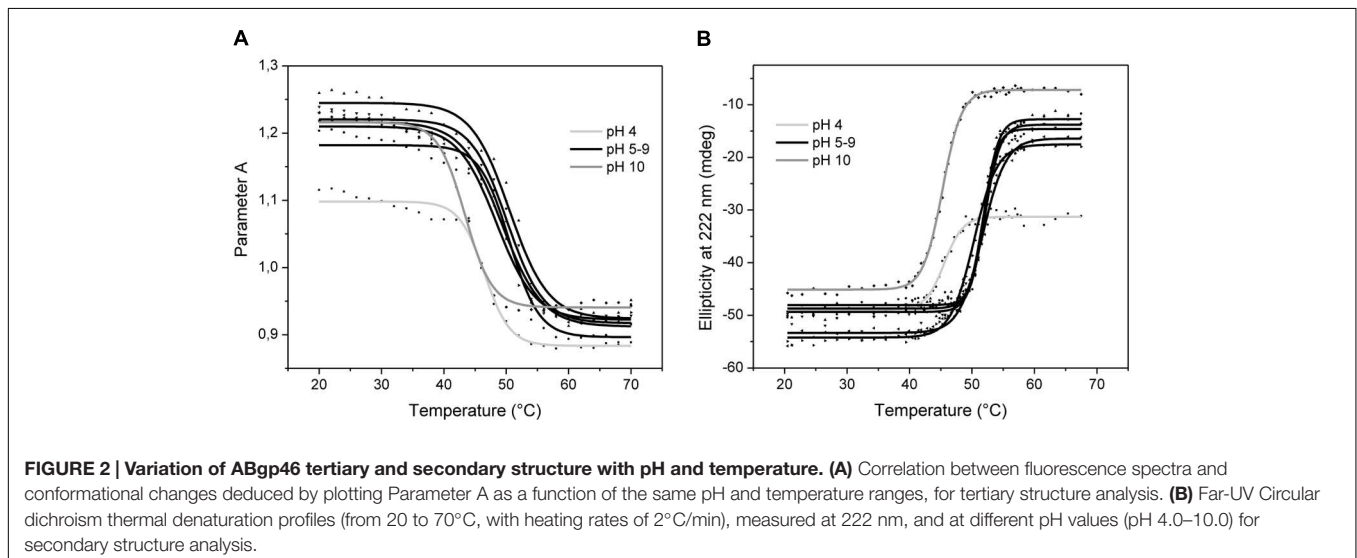 A
B
1,3
1,2
1,1
1,0
0,9
Parameter A
20 30 40 50 60 70
Temperature (°C)
pH 4
pH 5-9
pH 10
-10
-20
-30
-40
-50
-60
Ellipticity at 222 nm (mdeg)
20 30 40 50 60 70
Temperature (°C)
pH 4
pH 5-9
pH 10
FIGURE 2 | Variation of ABgp46 tertiary and secondary structure with pH and temperature. (A) Correlation between fluorescence spectra and
conformational changes deduced by plotting Parameter A as a function of the same pH and temperature ranges, for tertiary structure analysis. (B) Far-UV Circular
dichroism thermal denaturation profiles (from 20 to 70°C, with heating rates of 2°C/min), measured at 222 nm, and at different pH values (pH 4.0–10.0) for
secondary structure analysis.